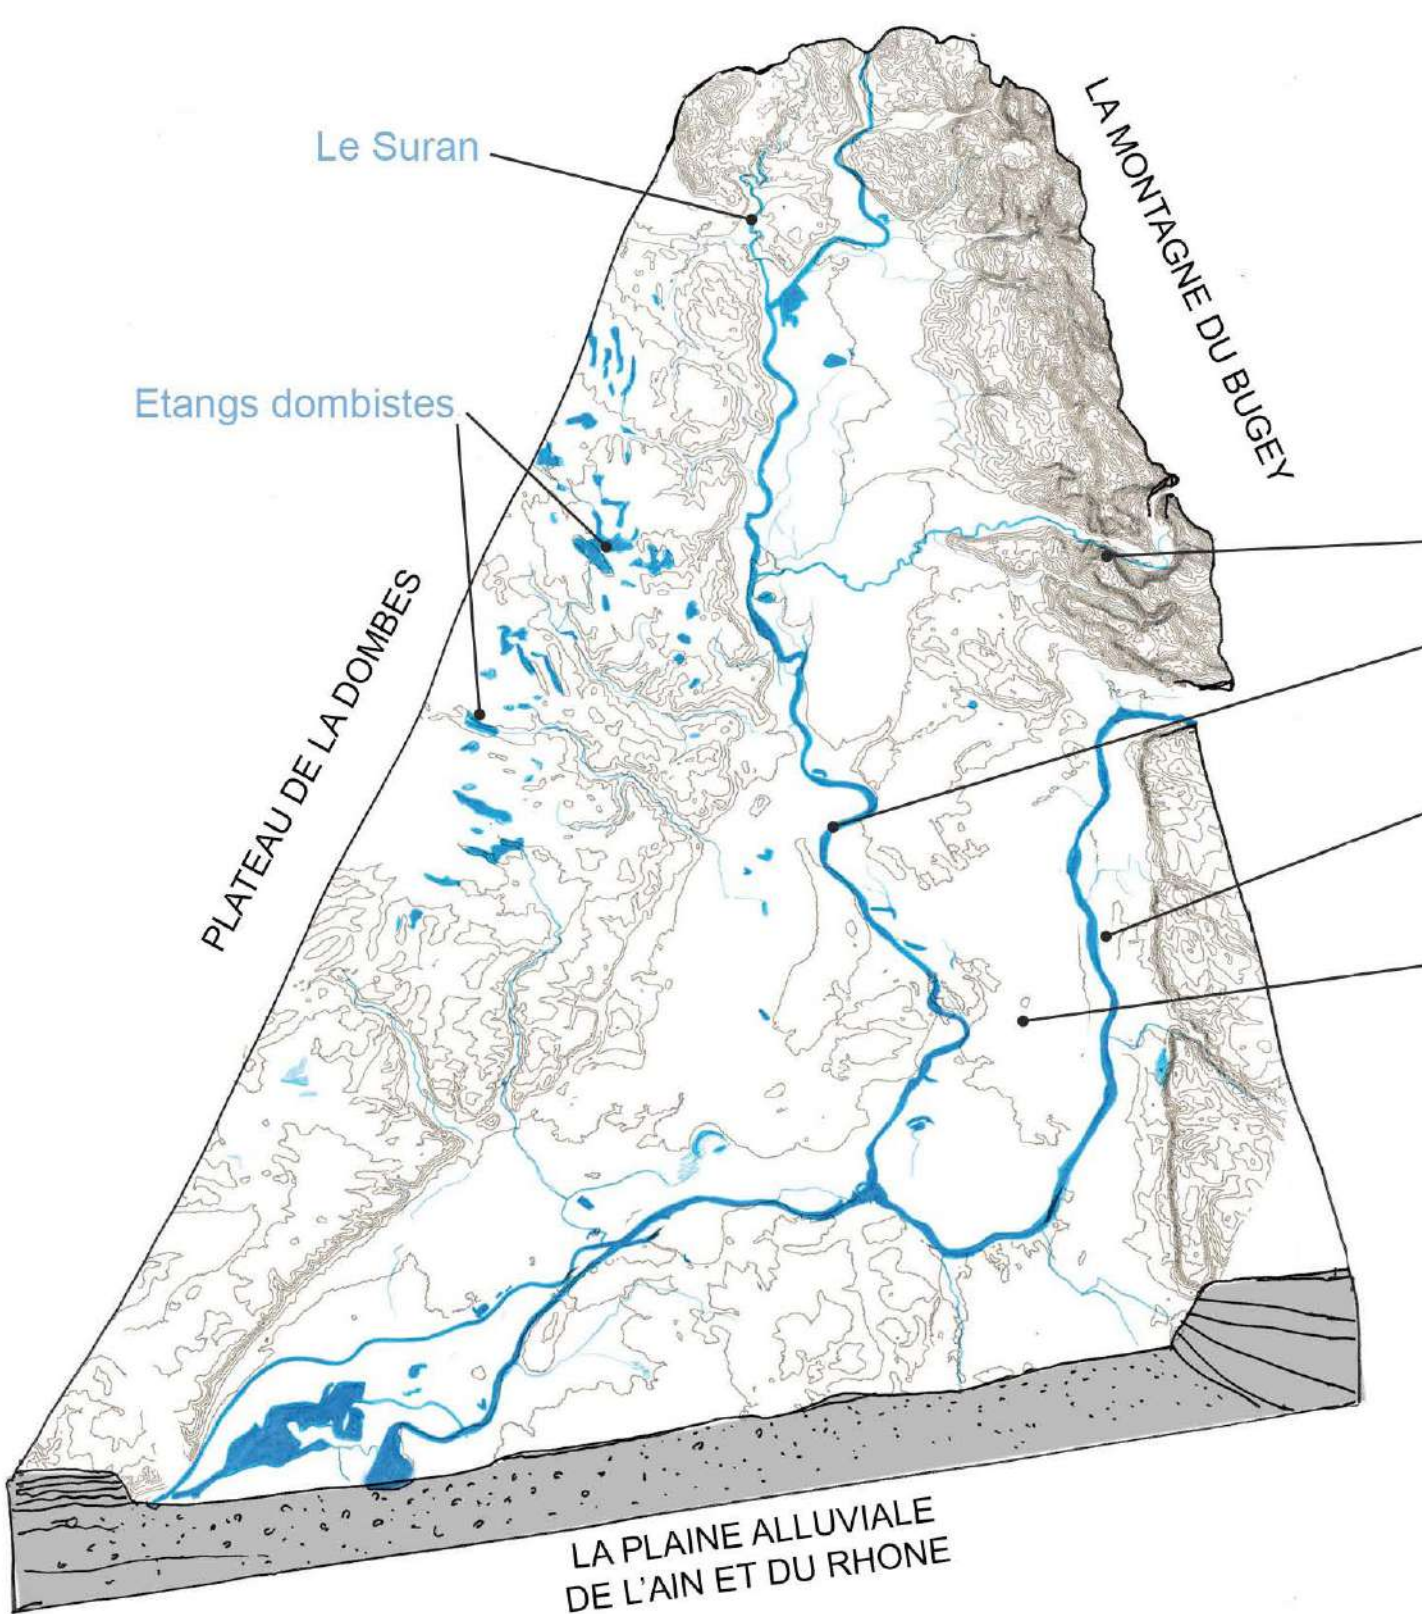 LA MONTAGNE DU BUGEY
Le Suran
Etangs dombistes
PLATEAU DE LA DOMBES
LA PLAINE ALLUVIALE
DE L'AIN ET DU RHONE